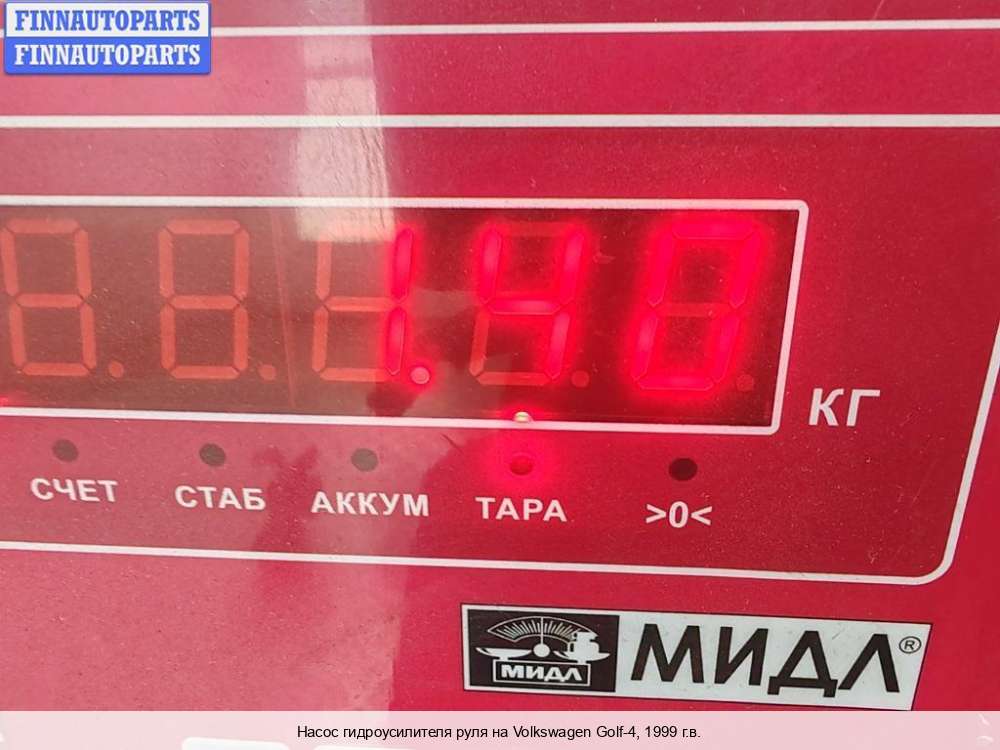 FINNAUTOPARTS
FINNAUTOPARTS
1.40
КГ
СЧЕТ СТАБ АККУМ ТАРА >0<
МИДЛ МИДЛ®
Насос гидроусилителя руля на Volkswagen Golf-4, 1999 г.в.